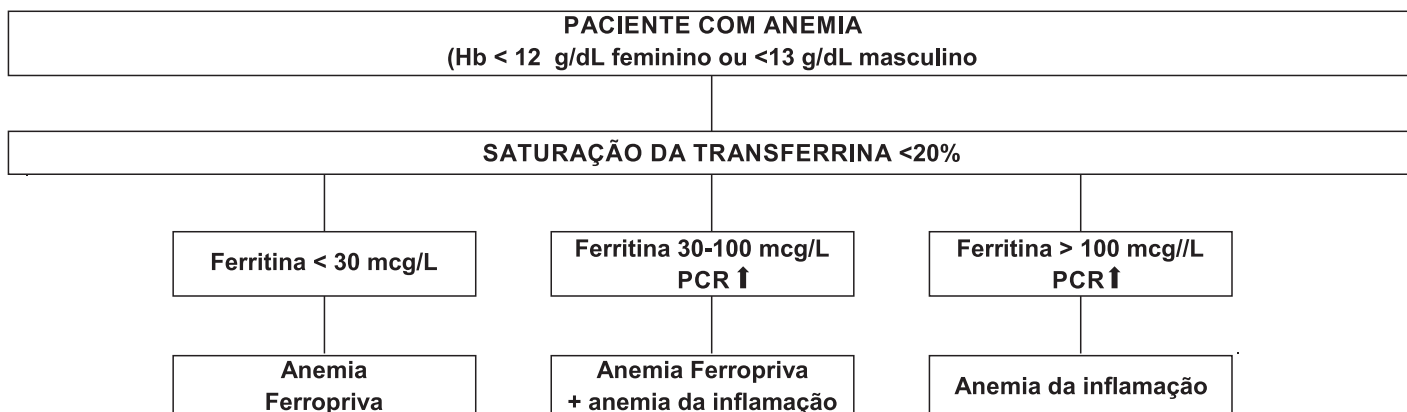 PACIENTE COM ANEMIA
(Hb < 12 g/dL feminino ou <13 g/dL masculino
SATURAÇÃO DA TRANSFERRINA <20%
Ferritina < 30 mcg/L
Ferritina 30-100 mcg/L
PCR ⬆
Ferritina > 100 mcg//L
PCR ⬆
Anemia
Ferropriva
Anemia Ferropriva
+ anemia da inflamação
Anemia da inflamação